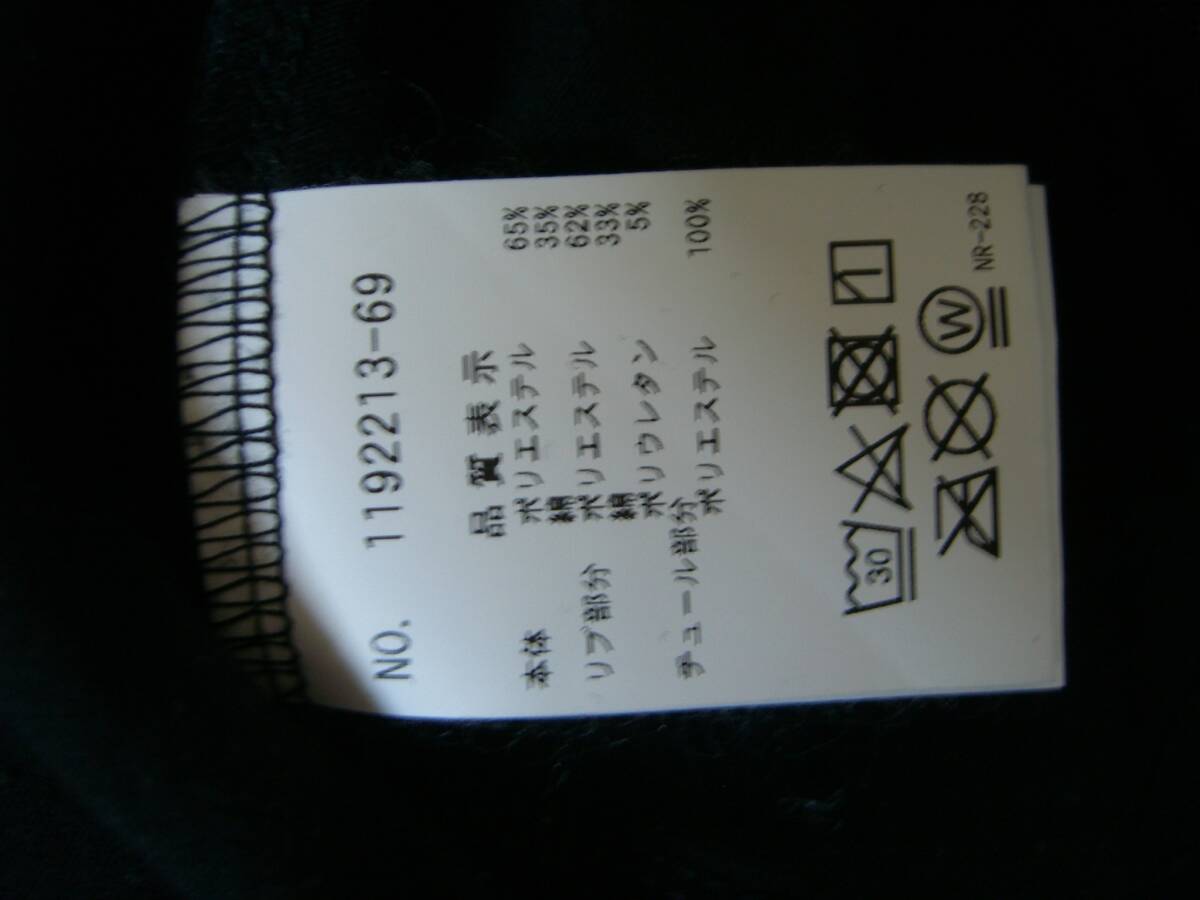 NO. 1192213-69
品質表示
本体 ポリエステル 65%
綿 35%
リブ部分 ポリエステル 62%
綿 33%
ポリウレタン 5%
チュール部分
ポリエステル 100%
30
W
NR-228